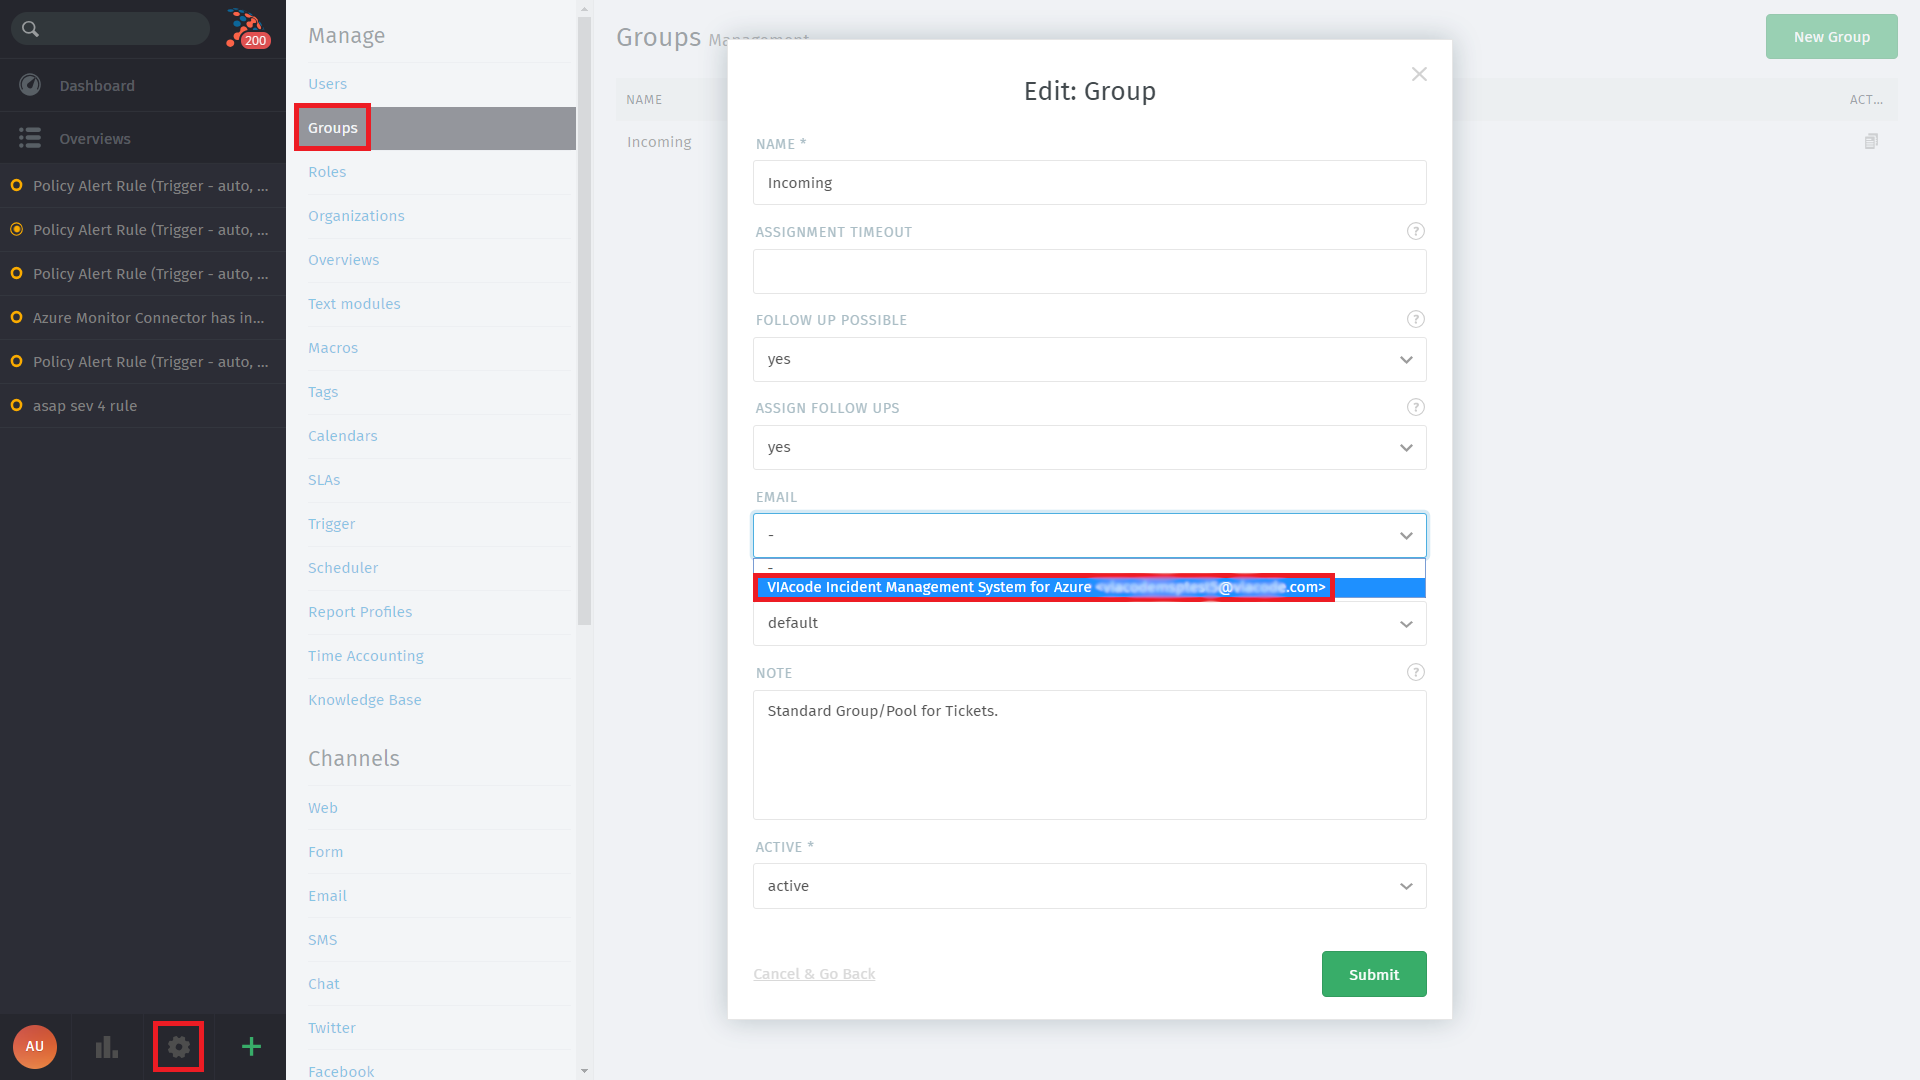 200
Dashboard
Overviews
Policy Alert Rule (Trigger - auto, ...
Policy Alert Rule (Trigger - auto, ...
Policy Alert Rule (Trigger - auto, ...
Azure Monitor Connector has in...
Policy Alert Rule (Trigger - auto, ...
asap sev 4 rule
AU
Manage
Users
Groups
Roles
Organizations
Overviews
Text modules
Macros
Tags
Calendars
SLAs
Trigger
Scheduler
Report Profiles
Time Accounting
Knowledge Base
Channels
Web
Form
Email
SMS
Chat
Twitter
Facebook
Groups Management
New Group
NAME
ACT...
Incoming
Edit: Group
NAME *
Incoming
ASSIGNMENT TIMEOUT
?
FOLLOW UP POSSIBLE
?
yes
ASSIGN FOLLOW UPS
?
yes
EMAIL
-
-
VIAcode Incident Management System for Azure .com>
default
NOTE
?
Standard Group/Pool for Tickets.
ACTIVE *
active
Cancel & Go Back
Submit